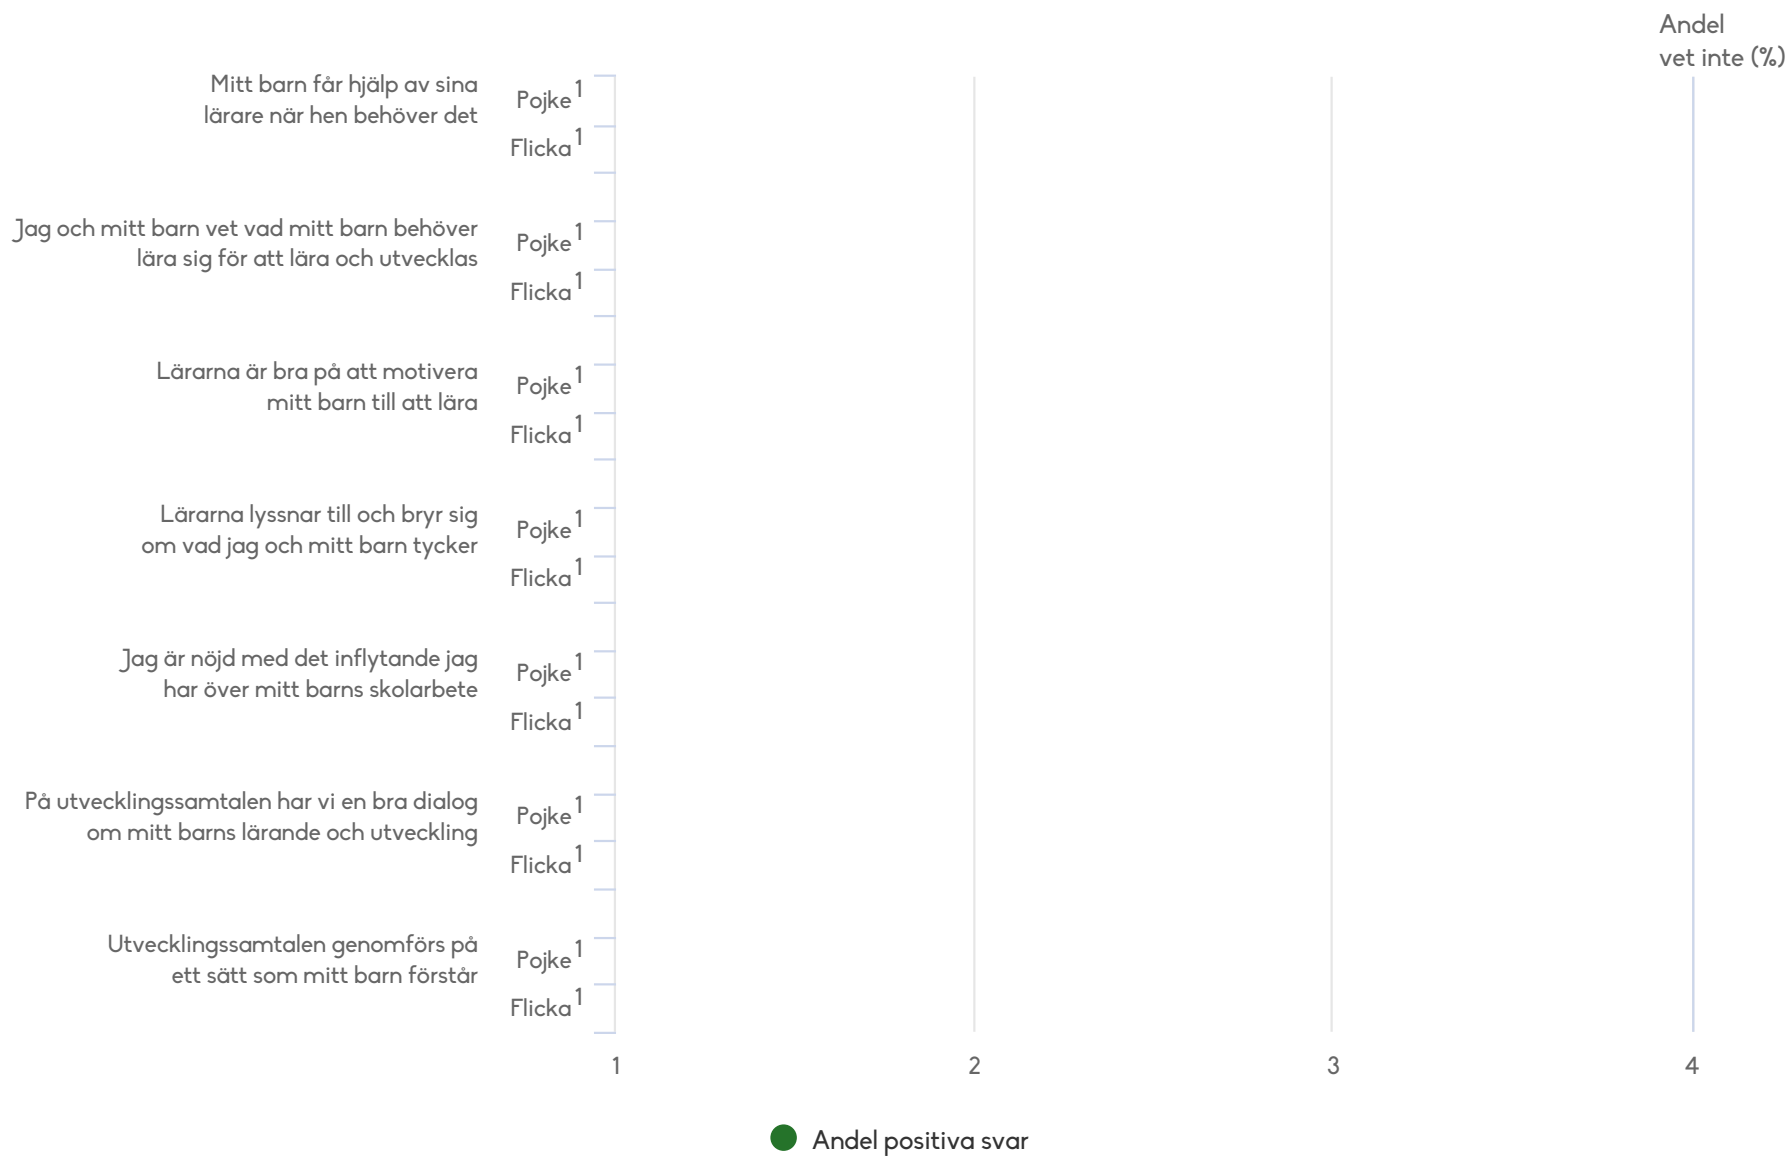 Andel
vet inte (%)
Mitt barn får hjälp av sina
lärare när hen behöver det
Pojke¹
Flicka¹
Jag och mitt barn vet vad mitt barn behöver
lära sig för att lära och utvecklas
Pojke¹
Flicka¹
Lärarna är bra på att motivera
mitt barn till att lära
Pojke¹
Flicka¹
Lärarna lyssnar till och bryr sig
om vad jag och mitt barn tycker
Pojke¹
Flicka¹
Jag är nöjd med det inflytande jag
har över mitt barns skolarbete
Pojke¹
Flicka¹
På utvecklingssamtalen har vi en bra dialog
om mitt barns lärande och utveckling
Pojke¹
Flicka¹
Utvecklingssamtalen genomförs på
ett sätt som mitt barn förstår
Pojke¹
Flicka¹
1 2 3 4
Andel positiva svar